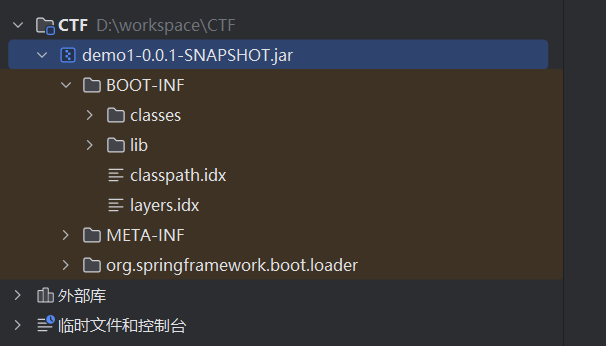 CTF D:\workspace\CTF
demo1-0.0.1-SNAPSHOT.jar
BOOT-INF
classes
lib
classpath.idx
layers.idx
META-INF
org.springframework.boot.loader
外部库
临时文件和控制台